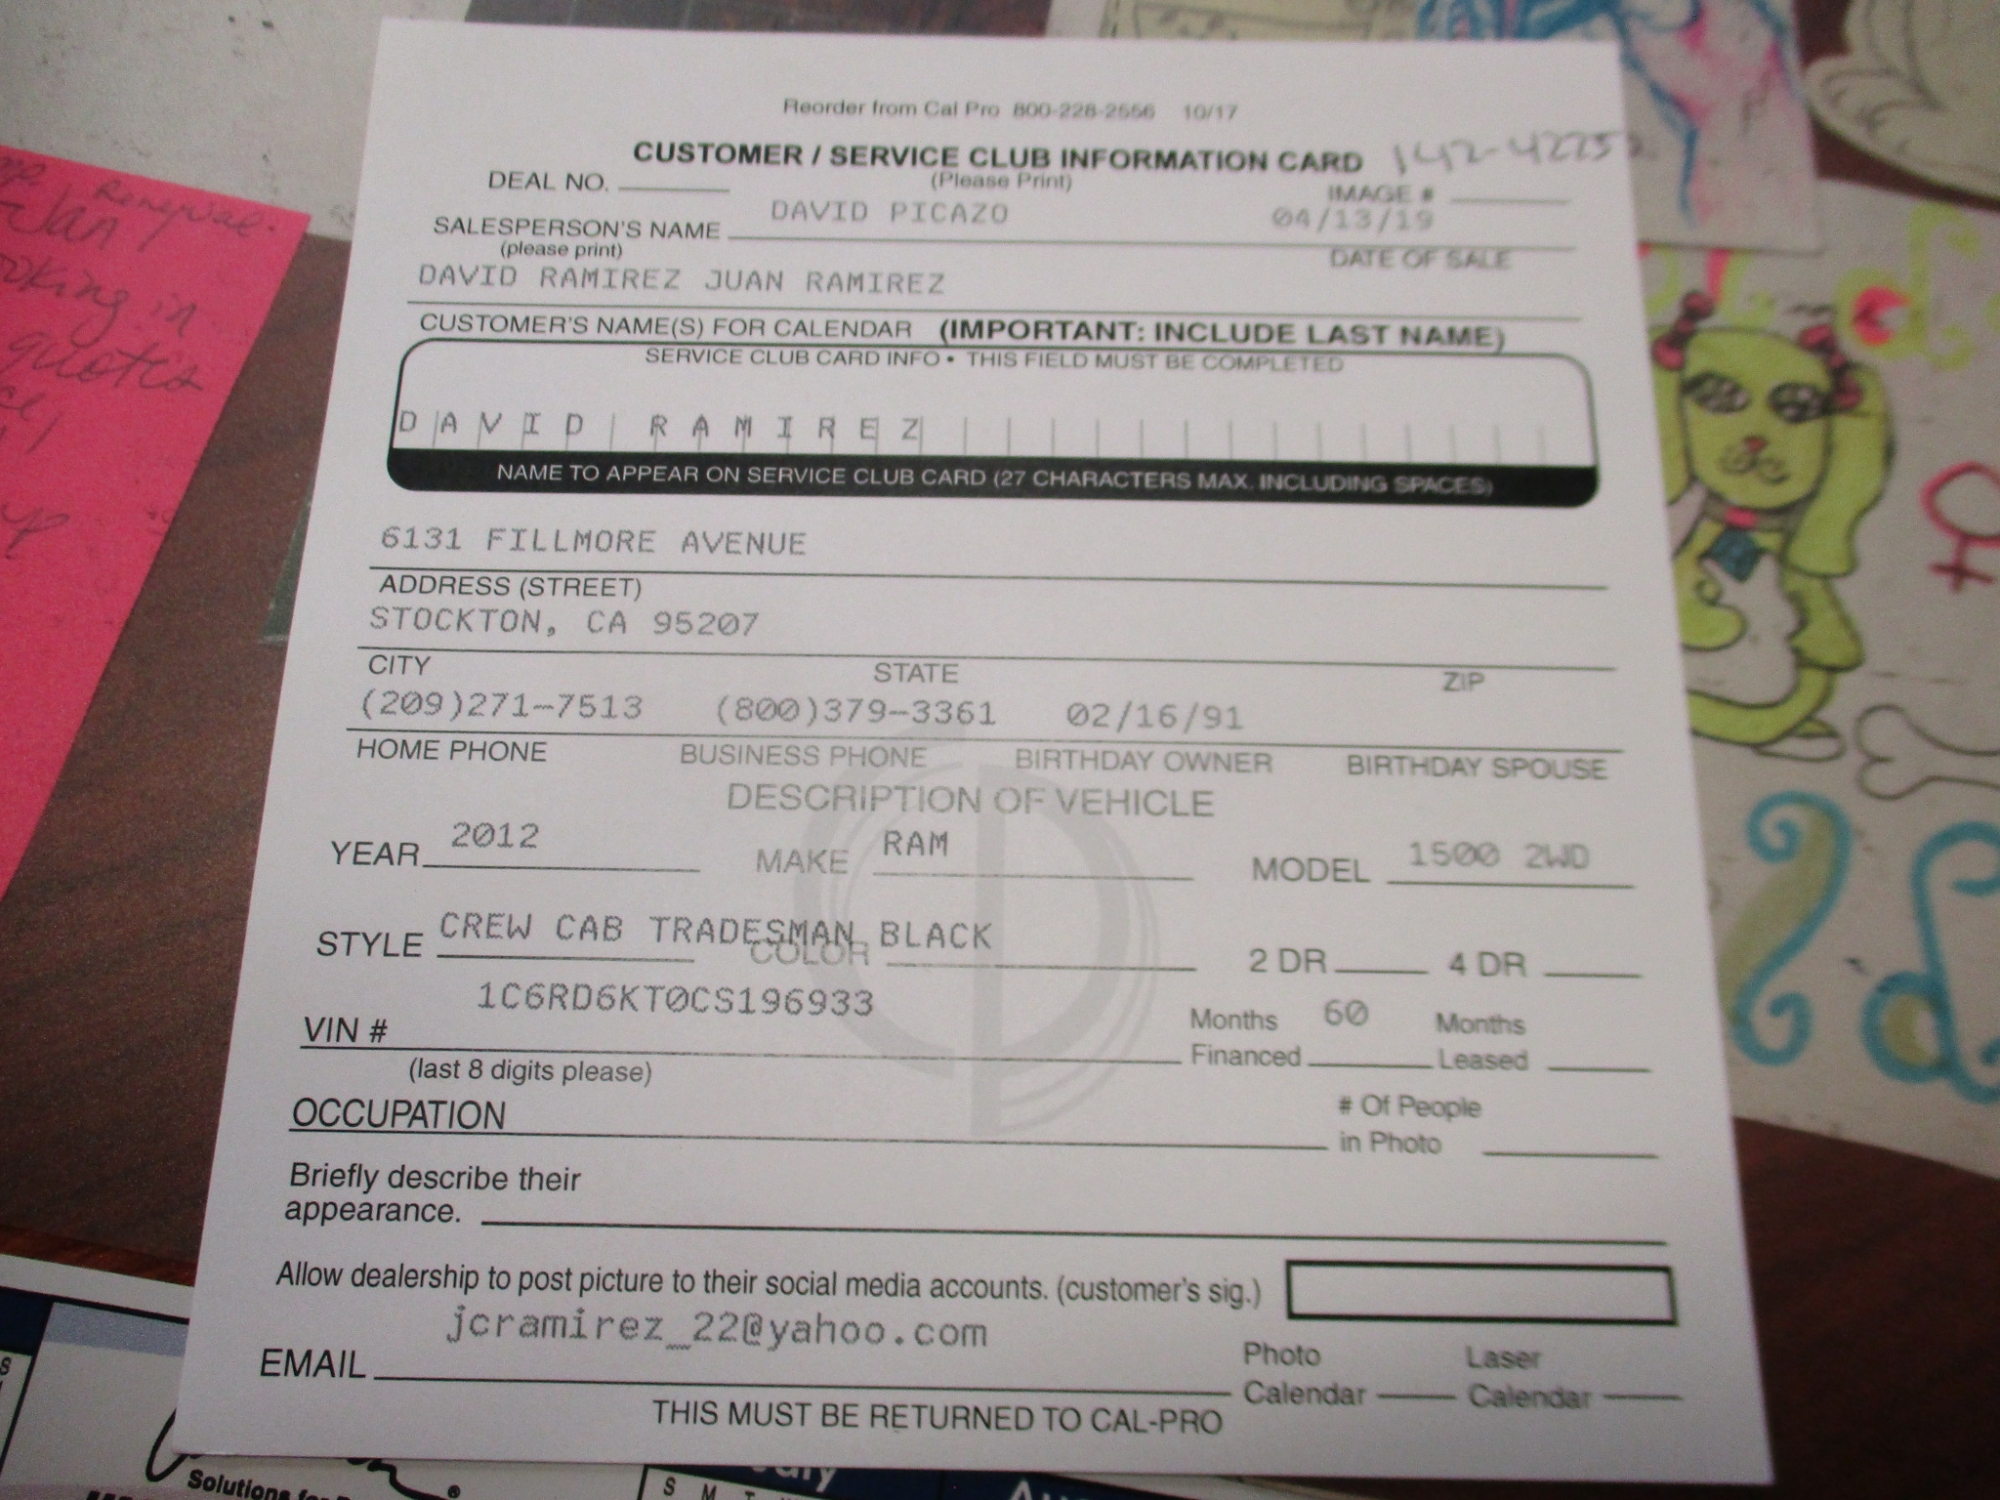 Reorder from Cal Pro 800-228-2556 10/17
CUSTOMER / SERVICE CLUB INFORMATION CARD 142-42252
DEAL NO. (Please Print) IMAGE #
DAVID PICAZO 04/13/19
SALESPERSON'S NAME
(please print) DATE OF SALE
DAVID RAMIREZ JUAN RAMIREZ
CUSTOMER'S NAME(S) FOR CALENDAR (IMPORTANT: INCLUDE LAST NAME)
SERVICE CLUB CARD INFO • THIS FIELD MUST BE COMPLETED
DAVID RAMIREZ
NAME TO APPEAR ON SERVICE CLUB CARD (27 CHARACTERS MAX. INCLUDING SPACES)
6131 FILLMORE AVENUE
ADDRESS (STREET)
STOCKTON, CA 95207
CITY STATE ZIP
(209)271-7513 (800)379-3361 02/16/91
HOME PHONE BUSINESS PHONE BIRTHDAY OWNER BIRTHDAY SPOUSE
DESCRIPTION OF VEHICLE
YEAR 2012 MAKE RAM MODEL 1500 2WD
STYLE CREW CAB TRADESMAN COLOR BLACK 2 DR 4 DR
VIN # 1C6RD6KT0CS196933 Months Financed 60 Months Leased
(last 8 digits please)
OCCUPATION # Of People in Photo
Briefly describe their
appearance.
Allow dealership to post picture to their social media accounts. (customer's sig.)
EMAIL jcramirez_22@yahoo.com Photo Calendar Laser Calendar
THIS MUST BE RETURNED TO CAL-PRO
Renewal.
Jan
quotes
Solutions
S M T